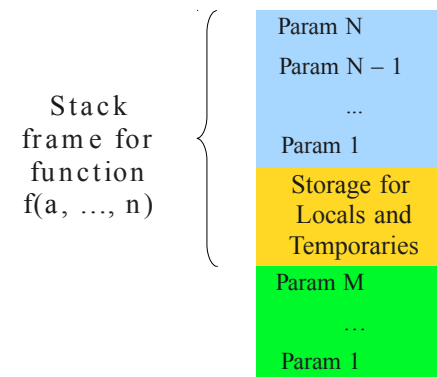 Stack
frame for
function
f(a, ..., n)
Param N
Param N – 1
...
Param 1
Storage for
Locals and
Temporaries
Param M
...
Param 1